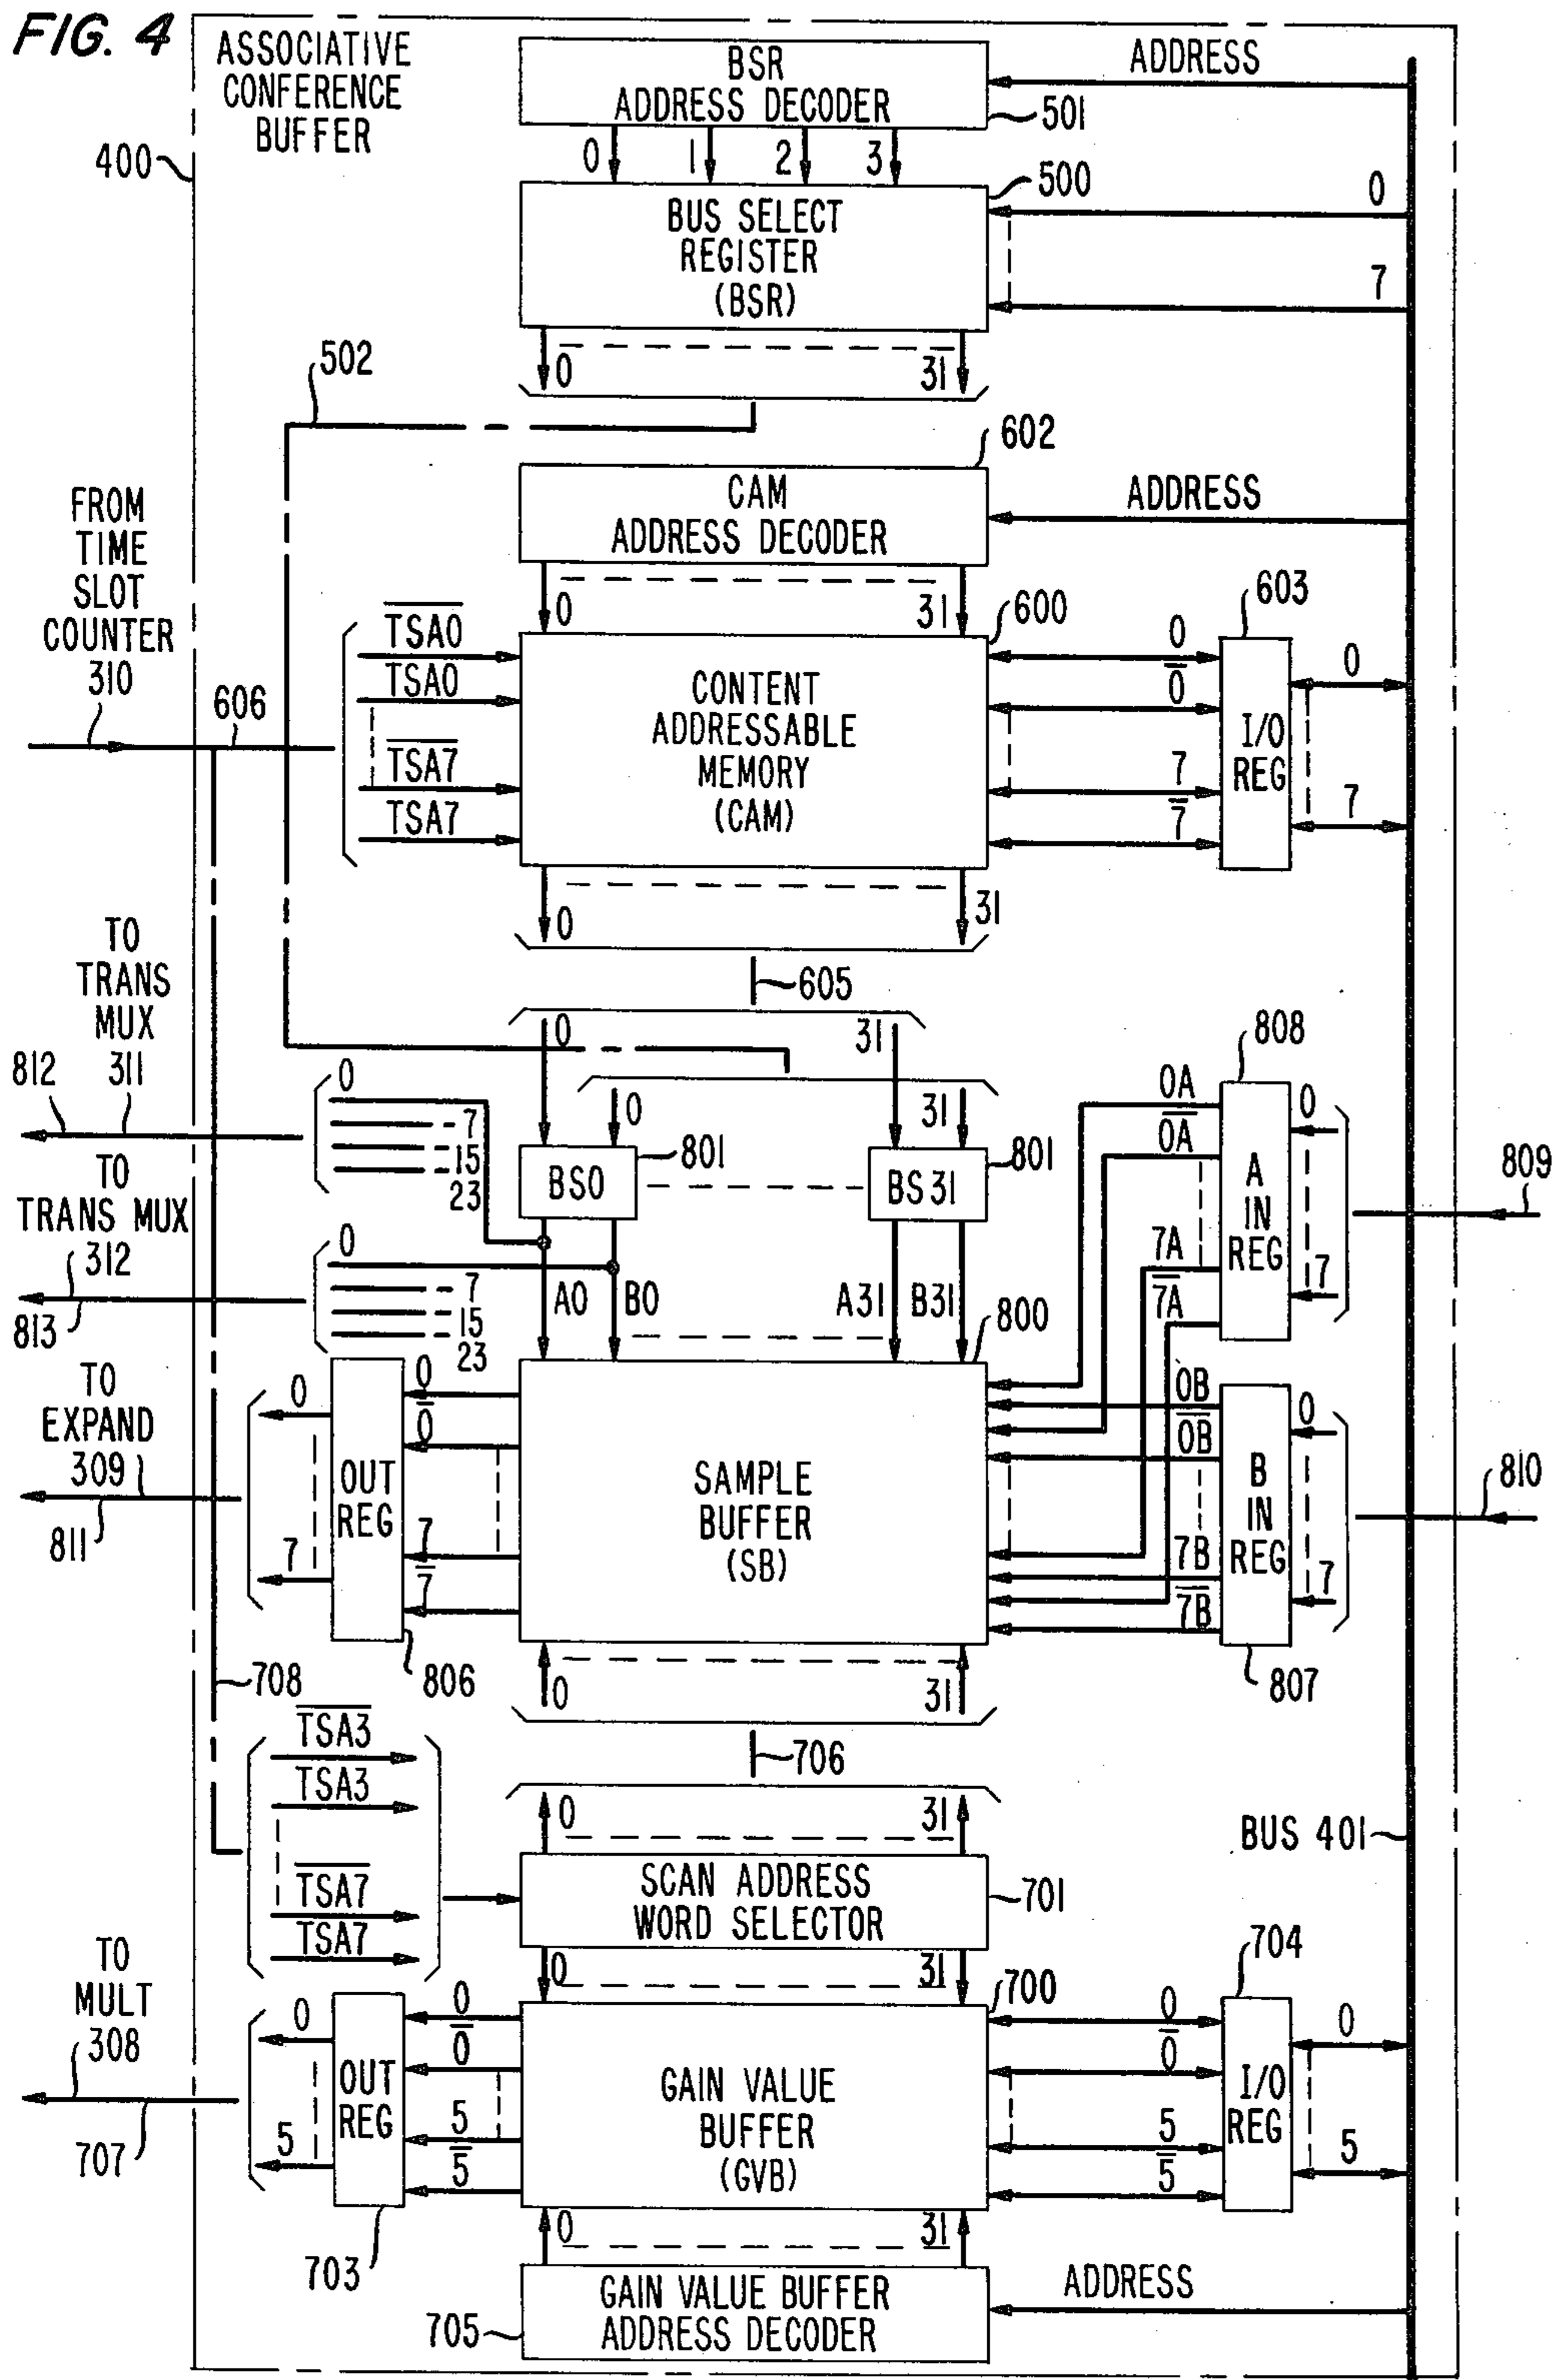 FIG. 4
ASSOCIATIVE
CONFERENCE
BUFFER
400
BSR
ADDRESS DECODER
501
ADDRESS
0 1 2 3
BUS SELECT
REGISTER
(BSR)
500
0
7
0 31
502
CAM
ADDRESS DECODER
602
ADDRESS
0 31
FROM
TIME
SLOT
COUNTER
310
606
T̅S̅A̅0̅
TSA0
T̅S̅A̅7̅
TSA7
CONTENT
ADDRESSABLE
MEMORY
(CAM)
600
0
0̅
7
7̅
603
I/O
REG
0
7
0 31
605
TO
TRANS
MUX
311
812
0
7
15
23
0 31
0 31
BS0
801
BS31
801
TO
TRANS MUX
312
813
0
7
15
23
A0 B0 A31 B31
808
0A
0̅A̅
7A
7̅A̅
A
IN
REG
0
7
809
0B
0̅B̅
7B
7̅B̅
B
IN
REG
0
7
810
807
TO
EXPAND
309
811
0
7
OUT
REG
806
0
0̅
7
7̅
SAMPLE
BUFFER
(SB)
800
0 31
706
708
T̅S̅A̅3̅
TSA3
T̅S̅A̅7̅
TSA7
0 31
SCAN ADDRESS
WORD SELECTOR
701
BUS 401
0 31
TO
MULT
308
707
0
5
OUT
REG
703
0
0̅
5
5̅
GAIN VALUE
BUFFER
(GVB)
700
0
0̅
5
5̅
704
I/O
REG
0
5
0 31
GAIN VALUE BUFFER
ADDRESS DECODER
705
ADDRESS